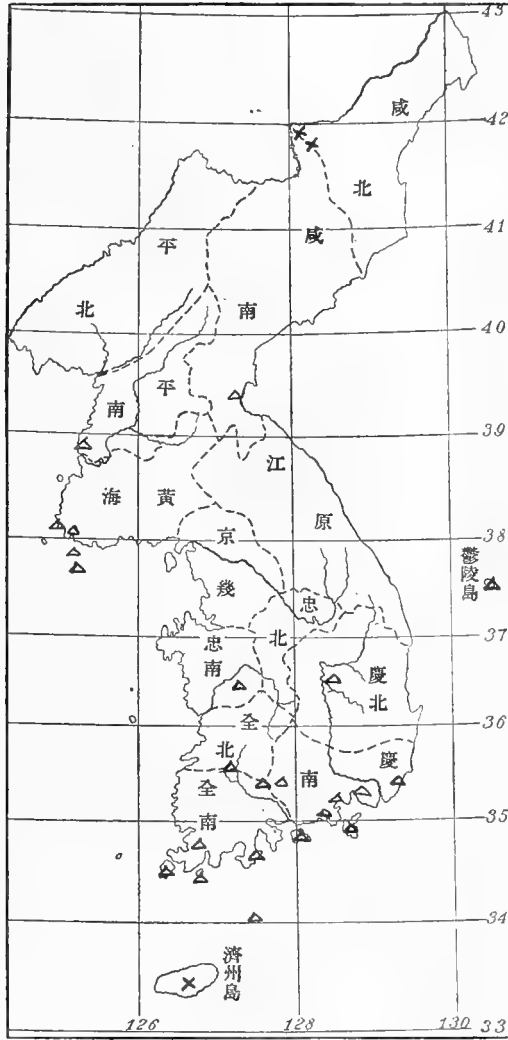 43
咸
北
42
咸
南
41
平
北
40
平
南
39
江
原
黃
海
38
京
畿
鬱陵島
忠
北
37
忠
南
慶
北
36
全
北
慶
南
35
全
南
34
濟州島
126
128
130
33